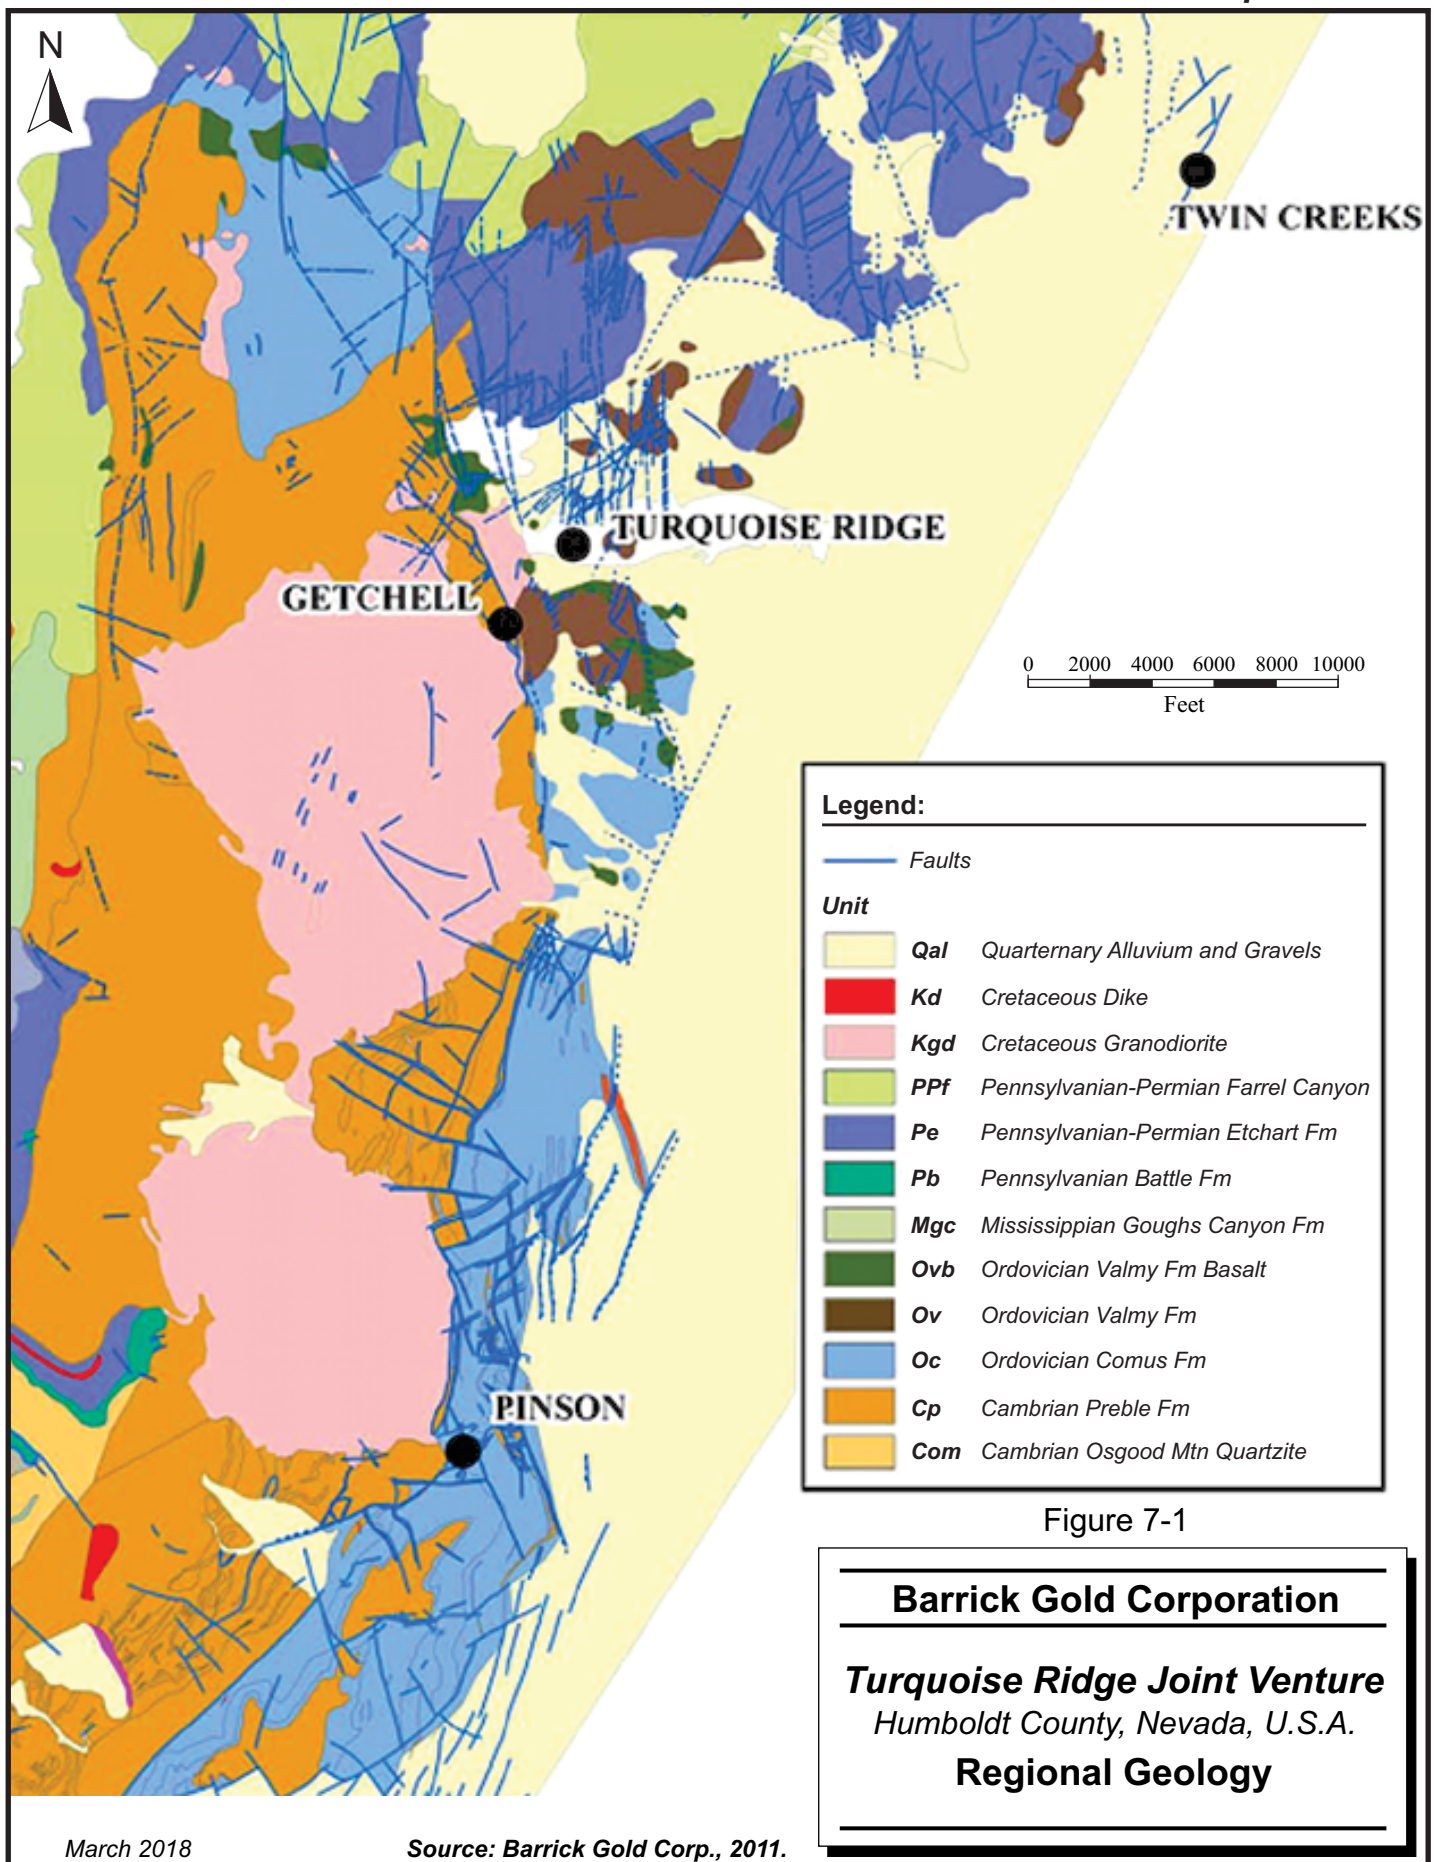 N
TWIN CREEKS
TURQUOISE RIDGE
GETCHELL
0 2000 4000 6000 8000 10000
Feet
Legend:
Faults
Unit
Qal Quarternary Alluvium and Gravels
Kd Cretaceous Dike
Kgd Cretaceous Granodiorite
PPf Pennsylvanian-Permian Farrel Canyon
Pe Pennsylvanian-Permian Etchart Fm
Pb Pennsylvanian Battle Fm
Mgc Mississippian Goughs Canyon Fm
Ovb Ordovician Valmy Fm Basalt
Ov Ordovician Valmy Fm
Oc Ordovician Comus Fm
Cp Cambrian Preble Fm
Com Cambrian Osgood Mtn Quartzite
PINSON
Figure 7-1
Barrick Gold Corporation
Turquoise Ridge Joint Venture
Humboldt County, Nevada, U.S.A.
Regional Geology
March 2018 Source: Barrick Gold Corp., 2011.